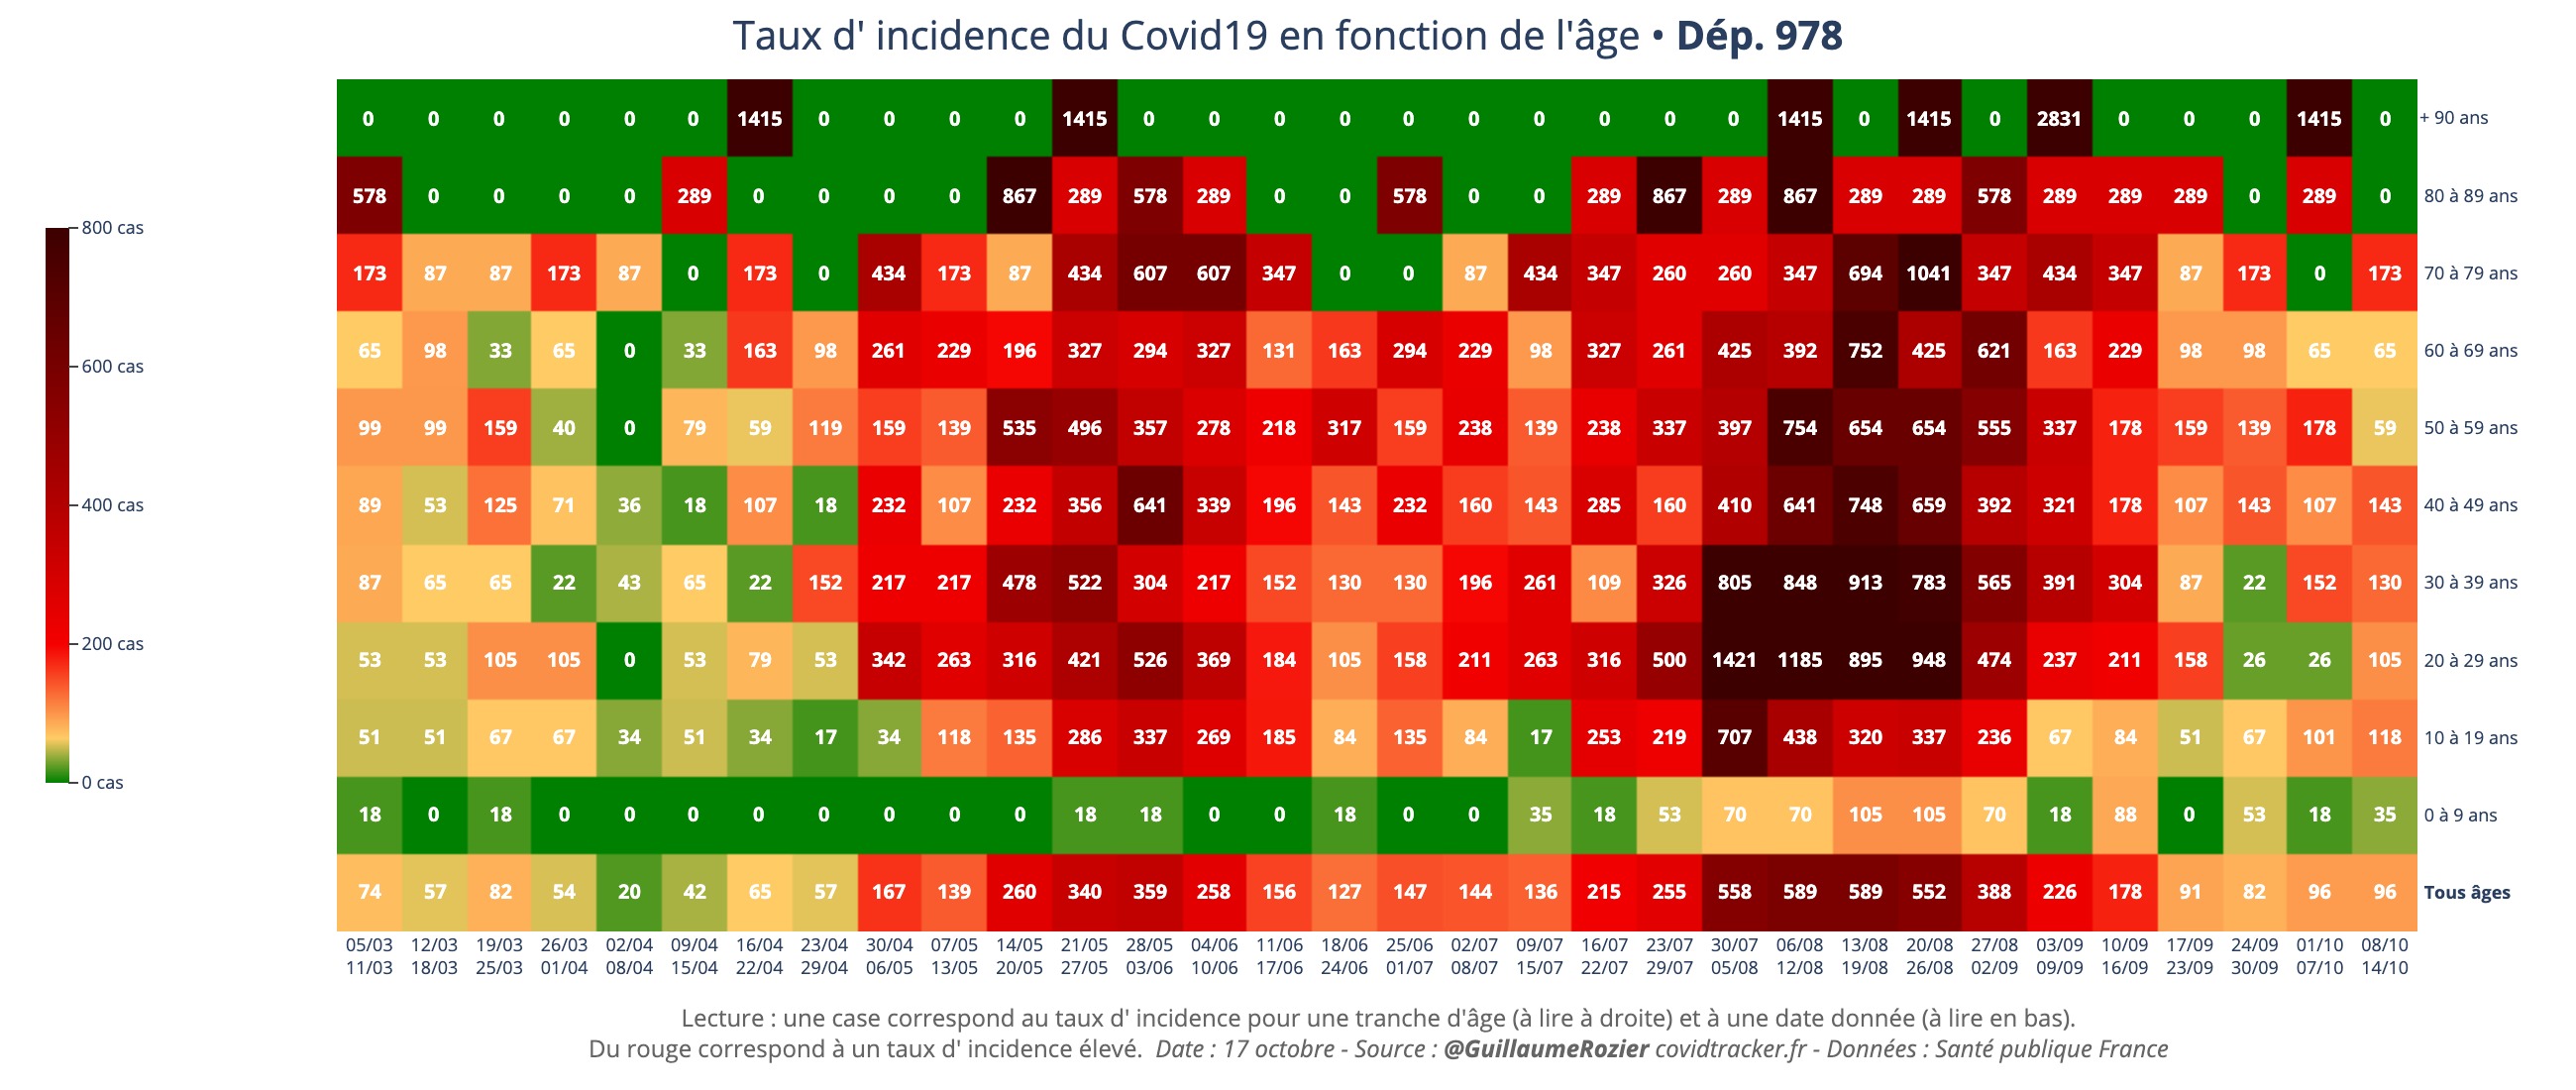 Taux d' incidence du Covid19 en fonction de l'âge • Dép. 978
800 cas
600 cas
400 cas
200 cas
0 cas
0 0 0 0 0 0 1415 0 0 0 0 1415 0 0 0 0 0 0 0 0 0 0 1415 0 1415 0 2831 0 0 0 1415 0 + 90 ans
578 0 0 0 0 289 0 0 0 0 867 289 578 289 0 0 578 0 0 289 867 289 867 289 289 578 289 289 289 0 289 0 80 à 89 ans
173 87 87 173 87 0 173 0 434 173 87 434 607 607 347 0 0 87 434 347 260 260 347 694 1041 347 434 347 87 173 0 173 70 à 79 ans
65 98 33 65 0 33 163 98 261 229 196 327 294 327 131 163 294 229 98 327 261 425 392 752 425 621 163 229 98 98 65 65 60 à 69 ans
99 99 159 40 0 79 59 119 159 139 535 496 357 278 218 317 159 238 139 238 337 397 754 654 654 555 337 178 159 139 178 59 50 à 59 ans
89 53 125 71 36 18 107 18 232 107 232 356 641 339 196 143 232 160 143 285 160 410 641 748 659 392 321 178 107 143 107 143 40 à 49 ans
87 65 65 22 43 65 22 152 217 217 478 522 304 217 152 130 130 196 261 109 326 805 848 913 783 565 391 304 87 22 152 130 30 à 39 ans
53 53 105 105 0 53 79 53 342 263 316 421 526 369 184 105 158 211 263 316 500 1421 1185 895 948 474 237 211 158 26 26 105 20 à 29 ans
51 51 67 67 34 51 34 17 34 118 135 286 337 269 185 84 135 84 17 253 219 707 438 320 337 236 67 84 51 67 101 118 10 à 19 ans
18 0 18 0 0 0 0 0 0 0 0 18 18 0 0 18 0 0 35 18 53 70 70 105 105 70 18 88 0 53 18 35 0 à 9 ans
74 57 82 54 20 42 65 57 167 139 260 340 359 258 156 127 147 144 136 215 255 558 589 589 552 388 226 178 91 82 96 96 Tous âges
05/03 12/03 19/03 26/03 02/04 09/04 16/04 23/04 30/04 07/05 14/05 21/05 28/05 04/06 11/06 18/06 25/06 02/07 09/07 16/07 23/07 30/07 06/08 13/08 20/08 27/08 03/09 10/09 17/09 24/09 01/10 08/10
11/03 18/03 25/03 01/04 08/04 15/04 22/04 29/04 06/05 13/05 20/05 27/05 03/06 10/06 17/06 24/06 01/07 08/07 15/07 22/07 29/07 05/08 12/08 19/08 26/08 02/09 09/09 16/09 23/09 30/09 07/10 14/10
Lecture : une case correspond au taux d' incidence pour une tranche d'âge (à lire à droite) et à une date donnée (à lire en bas).
Du rouge correspond à un taux d' incidence élevé. Date : 17 octobre - Source : @GuillaumeRozier covidtracker.fr - Données : Santé publique France